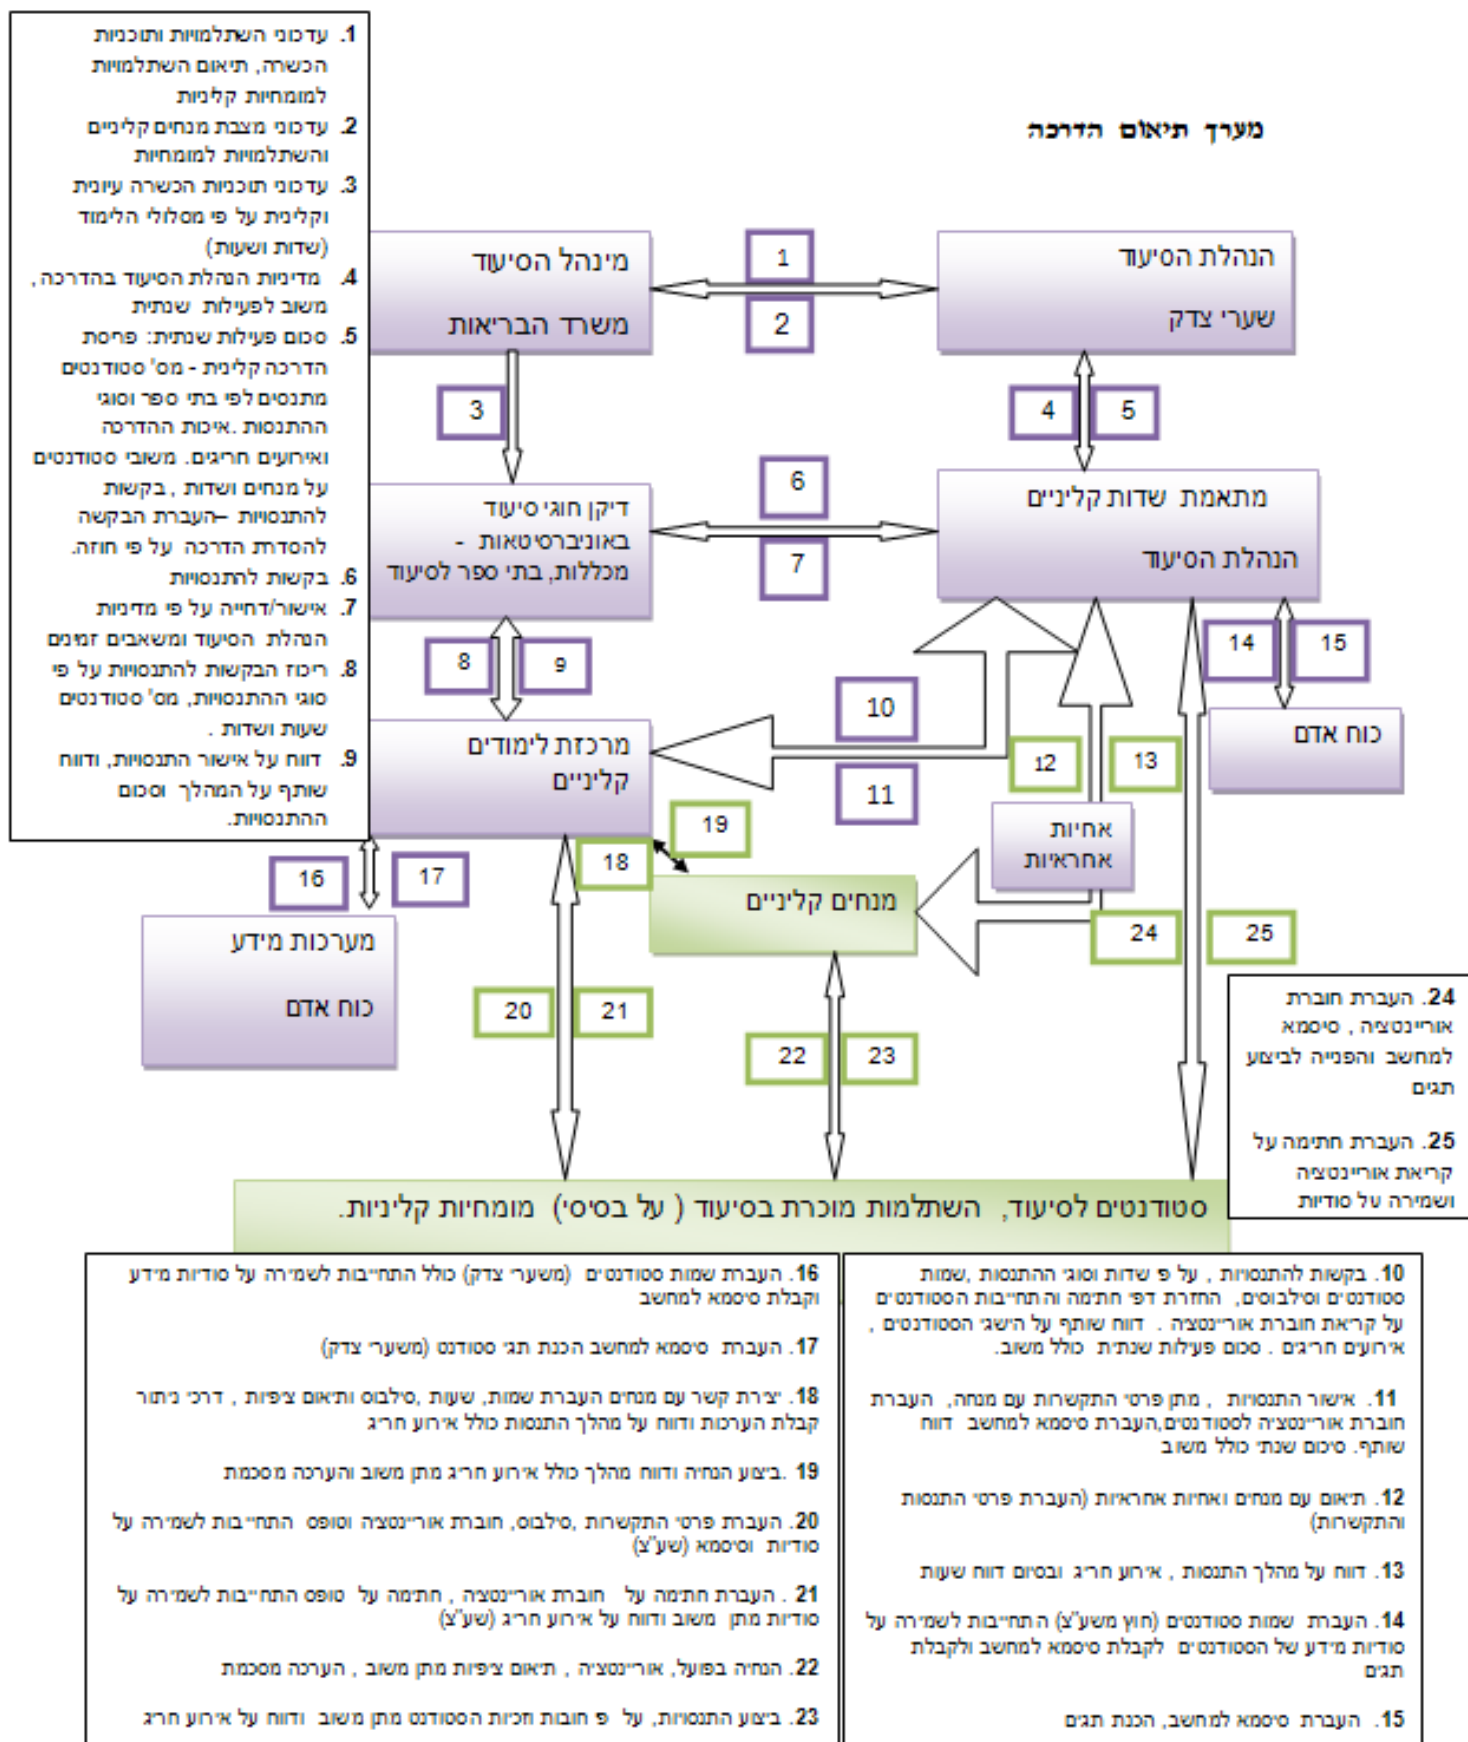 מערך תיאום הדרכה
1. עדכוני השתלמויות ותוכניות
הכשרה, תיאום השתלמויות
למומחיות קליניות
2. עדכוני מצבת מנחים קליניים
והשתלמויות למומחיות
3. עדכוני תוכניות הכשרה עיונית
וקלינית על פי מסלולי הלימוד
(שדות ושעות)
4. מדיניות הנהלת הסיעוד בהדרכה,
משוב לפעילות שנתית
5. סכום פעילות שנתית: פריסת
הדרכה קלינית - מס' סטודנטים
מתנסים לפי בתי ספר וסוגי
ההתנסות .איכות ההדרכה
ואירועים חריגים. משובי סטודנטים
על מנחים ושדות , בקשות
להתנסויות –העברת הבקשה
להסדרת הדרכה על פי חוזה.
6. בקשות להתנסויות
7. אישור/דחייה על פי מדיניות
הנהלת הסיעוד ומשאבים זמינים
8. ריכוז הבקשות להתנסויות על פי
סוגי ההתנסויות, מס' סטודנטים
שעות ושדות .
9. דווח על אישור התנסויות, ודווח
שותף על המהלך וסכום
ההתנסויות.
הנהלת הסיעוד
שערי צדק
1
2
מינהל הסיעוד
משרד הבריאות
3
4
5
מתאמת שדות קליניים
הנהלת הסיעוד
6
7
דיקן חוגי סיעוד
באוניברסיטאות -
מכללות, בתי ספר לסיעוד
8
9
14
15
כוח אדם
10
11
12
13
מרכזת לימודים
קליניים
אחיות
אחראיות
18
19
מנחים קליניים
16
17
מערכות מידע
כוח אדם
20
21
22
23
24
25
24. העברת חוברת
אוריינטציה , סיסמא
למחשב והפנייה לביצוע
תגים
25. העברת חתימה על
קריאת אוריינטציה
ושמירה על סודיות
סטודנטים לסיעוד, השתלמות מוכרת בסיעוד ( על בסיסי) מומחיות קליניות.
10. בקשות להתנסויות , על פי שדות וסוגי ההתנסות ,שמות
סטודנטים וסילבוסים, החזרת דפי חתימה והתחייבות הסטודנטים
על קריאת חוברת אוריינטציה . דווח שותף על הישגי הסטודנטים ,
אירועים חריגים . סכום פעילות שנתית כולל משוב.
11. אישור התנסויות , מתן פרטי התקשרות עם מנחה, העברת
חוברת אוריינטציה לסטודנטים,העברת סיסמא למחשב דווח
שותף. סיכום שנתי כולל משוב
12. תיאום עם מנחים ואחיות אחראיות (העברת פרטי התנסות
והתקשרות)
13. דווח על מהלך התנסות , אירוע חריג ובסיום דווח שעות
14. העברת שמות סטודנטים (חוץ משע"צ) התחייבות לשמירה על
סודיות מידע של הסטודנטים לקבלת סיסמא למחשב ולקבלת
תגים
15. העברת סיסמא למחשב, הכנת תגים
16. העברת שמות סטודנטים (משערי צדק) כולל התחייבות לשמירה על סודיות מידע
וקבלת סיסמא למחשב
17. העברת סיסמא למחשב הכנת תגי סטודנט (משערי צדק)
18. יצירת קשר עם מנחים העברת שמות, שעות ,סילבוס ותיאום ציפיות , דרכי ניתור
קבלת הערכות ודווח על מהלך התנסות כולל אירוע חריג
19 .ביצוע הנחיה ודווח מהלך כולל אירוע חריג מתן משוב והערכה מסכמת
20. העברת פרטי התקשרות ,סילבוס, חוברת אוריינטציה וטופס התחייבות לשמירה על
סודיות וסיסמא (שע"צ)
21 . העברת חתימה על חוברת אוריינטציה , חתימה על טופס התחייבות לשמירה על
סודיות מתן משוב ודווח על אירוע חריג (שע"צ)
22. הנחיה בפועל, אוריינטציה , תיאום ציפיות מתן משוב , הערכה מסכמת
23. ביצוע התנסויות, על פי חובות וזכויות הסטודנט מתן משוב ודווח על אירוע חריג